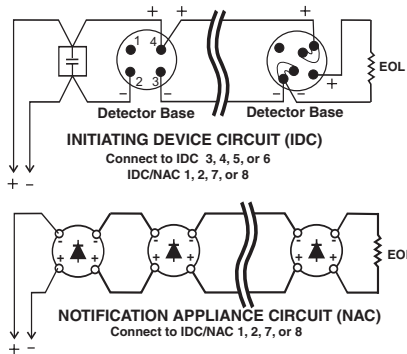 + +
1 4
2 3
− −
− +
EOL
Detector Base Detector Base
INITIATING DEVICE CIRCUIT (IDC)
Connect to IDC 3, 4, 5, or 6
IDC/NAC 1, 2, 7, or 8
+ −
- - - - - -
+ + + + + +
EOL
NOTIFICATION APPLIANCE CIRCUIT (NAC)
Connect to IDC/NAC 1, 2, 7, or 8
+ −